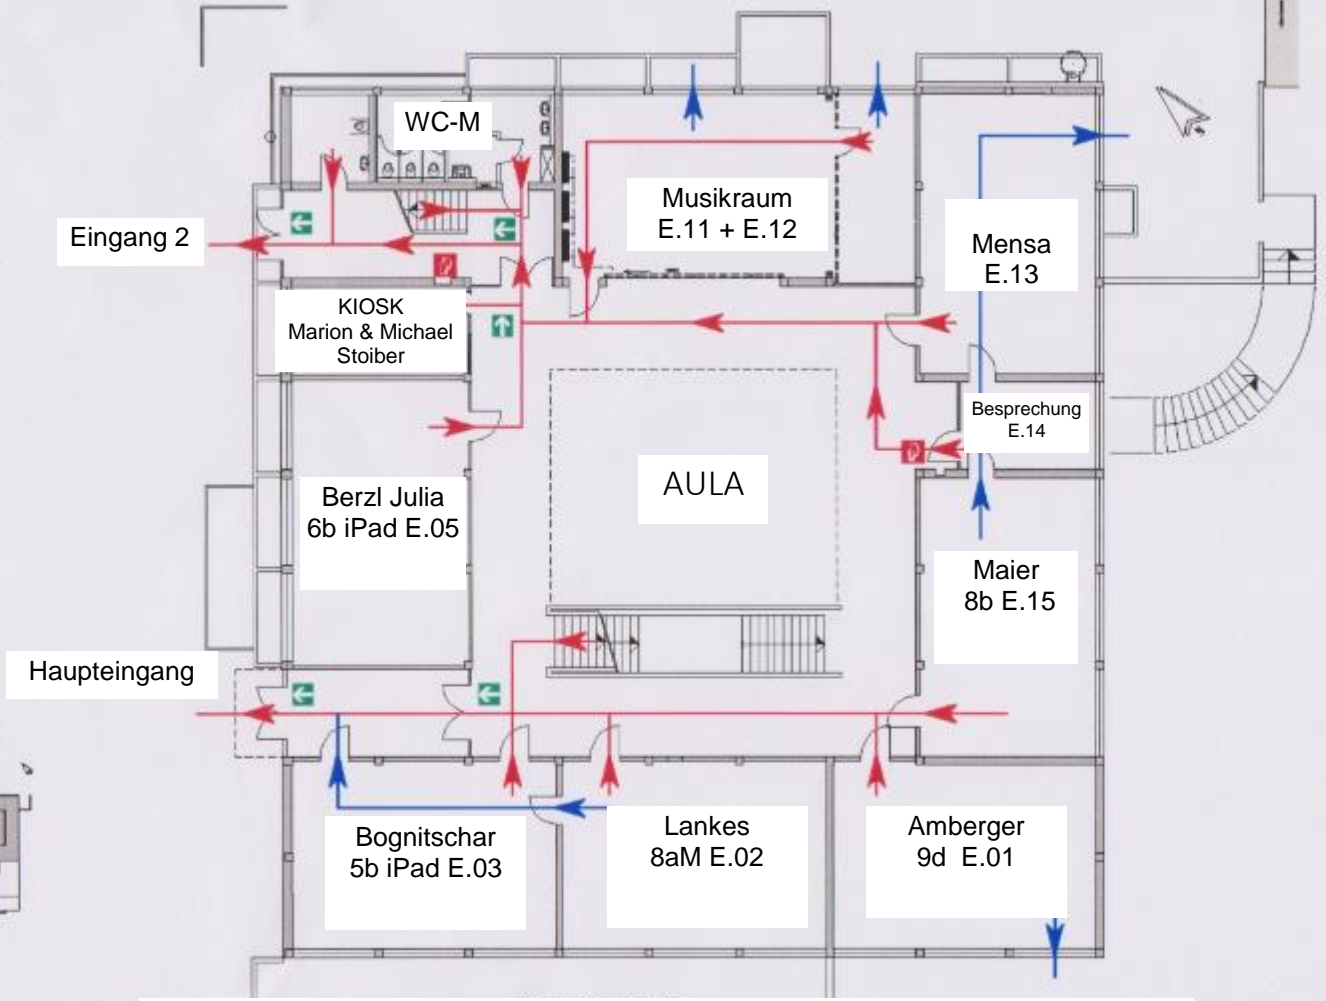 WC-M
Musikraum
E.11 + E.12
Eingang 2
Mensa
E.13
KIOSK
Marion & Michael
Stoiber
Besprechung
E.14
AULA
Berzl Julia
6b iPad E.05
Maier
8b E.15
Haupteingang
Bognitschar
5b iPad E.03
Lankes
8aM E.02
Amberger
9d E.01